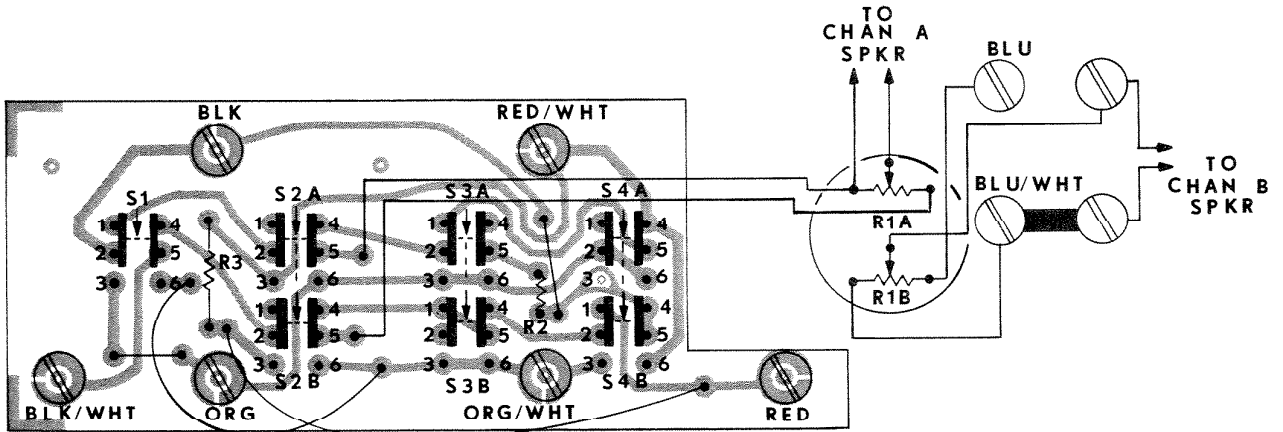 TO
CHAN A
SPKR
BLU
BLK
RED/WHT
TO
CHAN B
SPKR
BLU/WHT
R1A
R1B
S1
S2A
S3A
S4A
1 4 1 4 1 4 1 4
2 5 2 5 2 5 2 5
3 6 3 6 3 6 3 6
R3
R2
1 4 1 4 1 4
2 5 2 5 2 5
3 6 3 6 3 6
S2B
S3B
S4B
BLK/WHT
ORG
ORG/WHT
RED